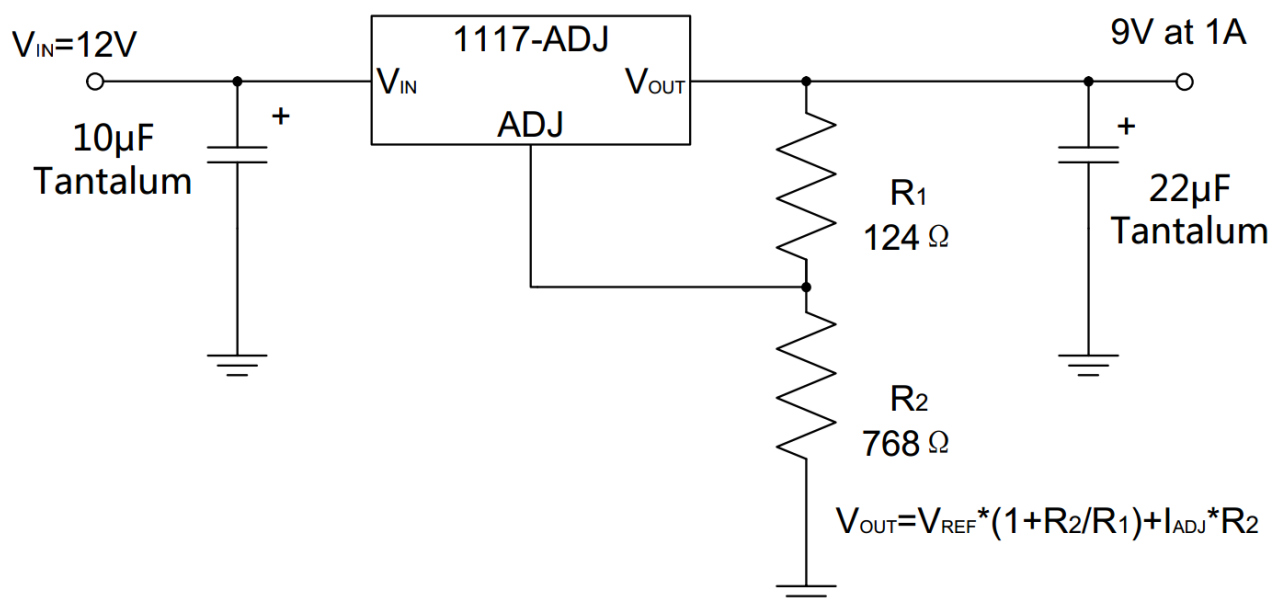 VIN=12V
1117-ADJ
9V at 1A
VIN
VOUT
ADJ
+
+
10μF
Tantalum
R1
124 Ω
22μF
Tantalum
R2
768 Ω
VOUT=VREF*(1+R2/R1)+IADJ*R2